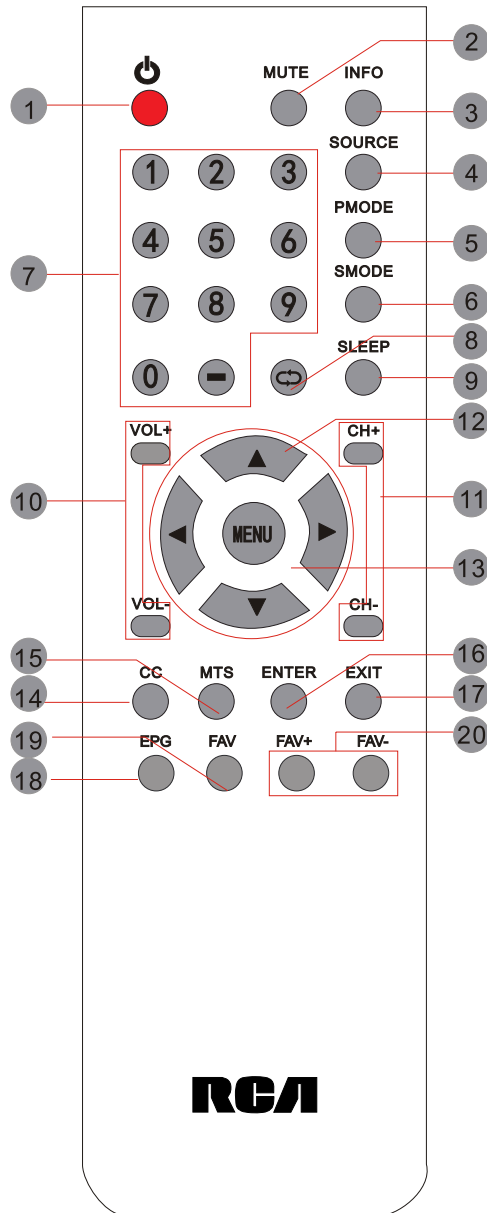 2
MUTE INFO
1
3
SOURCE
1 2 3
4
PMODE
4 5 6
5
7
SMODE
7 8 9
6
8
SLEEP
0 -
9
VOL+ CH+
12
10
11
MENU
13
VOL- CH-
15
16
CC MTS ENTER EXIT
14
17
19
20
EPG FAV FAV+ FAV-
18
RCA